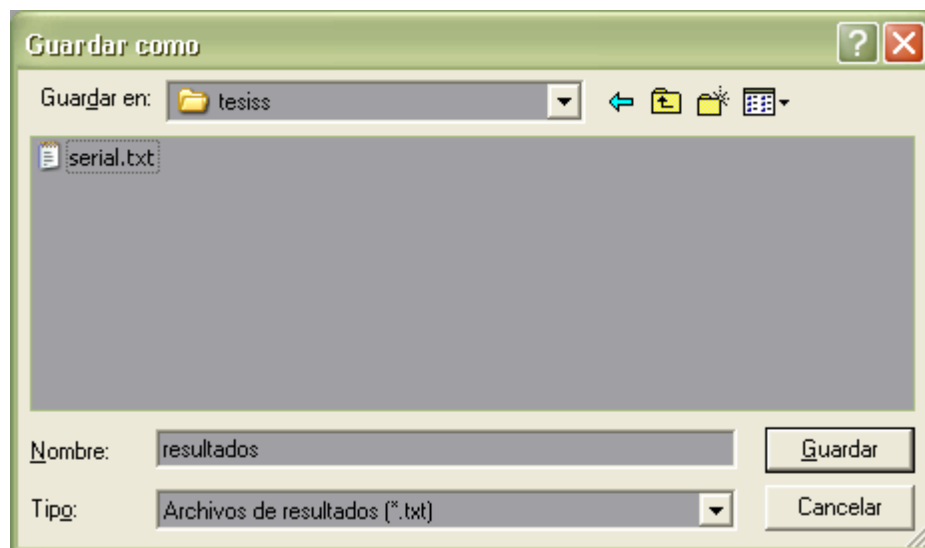 Guardar como
Guardar en: tesiss
serial.txt
Nombre: resultados Guardar
Tipo: Archivos de resultados (*.txt) Cancelar